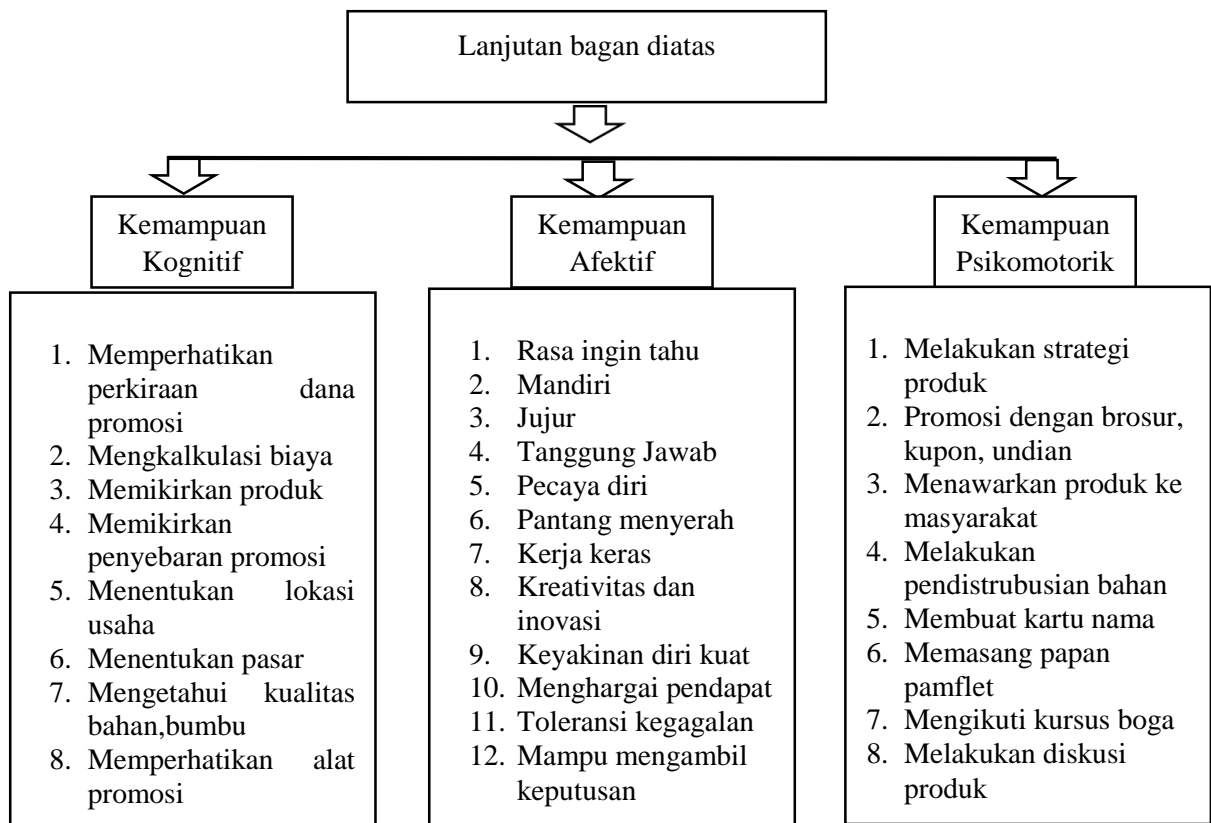 Lanjutan bagan diatas
Kemampuan
Kognitif
1. Memperhatikan
perkiraan dana
promosi
2. Mengkalkulasi biaya
3. Memikirkan produk
4. Memikirkan
penyebaran promosi
5. Menentukan lokasi
usaha
6. Menentukan pasar
7. Mengetahui kualitas
bahan,bumbu
8. Memperhatikan alat
promosi
Kemampuan
Afektif
1. Rasa ingin tahu
2. Mandiri
3. Jujur
4. Tanggung Jawab
5. Pecaya diri
6. Pantang menyerah
7. Kerja keras
8. Kreativitas dan
inovasi
9. Keyakinan diri kuat
10. Menghargai pendapat
11. Toleransi kegagalan
12. Mampu mengambil
keputusan
Kemampuan
Psikomotorik
1. Melakukan strategi
produk
2. Promosi dengan brosur,
kupon, undian
3. Menawarkan produk ke
masyarakat
4. Melakukan
pendistrubusian bahan
5. Membuat kartu nama
6. Memasang papan
pamflet
7. Mengikuti kursus boga
8. Melakukan diskusi
produk